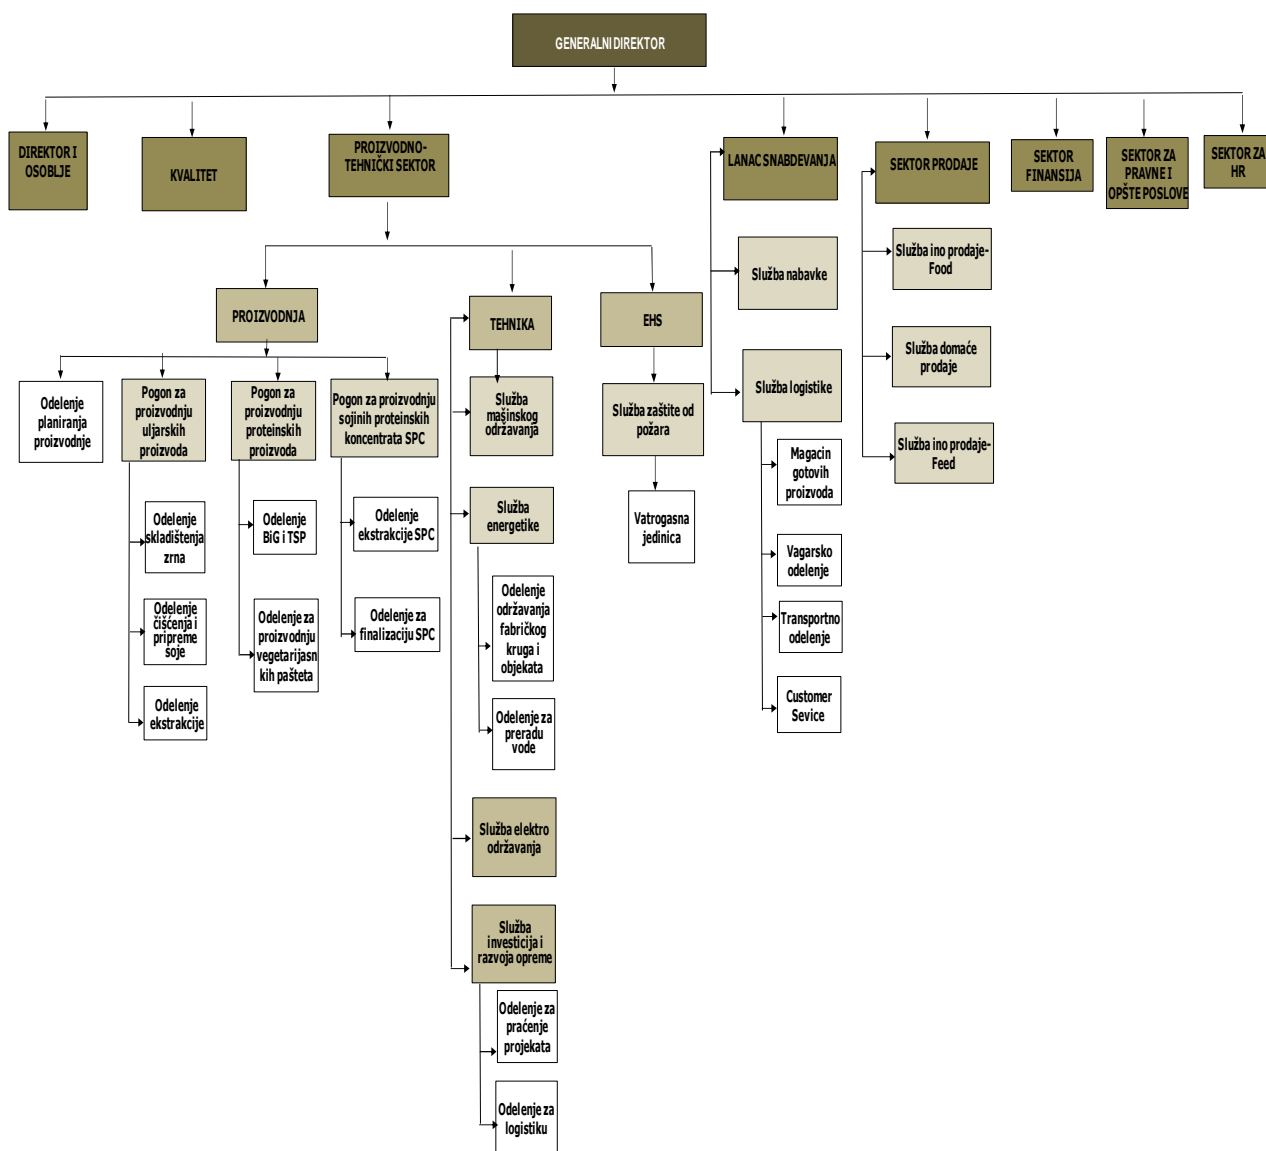 GENERALNI DIREKTOR
DIREKTOR I
OSOBLJE
KVALITET
PROIZVODNO-
TEHNIČKI SEKTOR
LANAC SNABDEVANJA
SEKTOR PRODAJE
SEKTOR
FINANSIJA
SEKTOR ZA
PRAVNE I
OPŠTE POSLOVE
SEKTOR ZA
HR
PROIZVODNJA
TEHNIKA
EHS
Služba nabavke
Služba ino prodaje-
Food
Odelenje
planiranja
proizvodnje
Pogon za
proizvodnju
uljarskih
proizvoda
Pogon za
proizvodnju
proteinskih
proizvoda
Pogon za proizvodnju
sojinih proteinskih
koncentrata SPC
Služba
mašinskog
održavanja
Služba zaštite od
požara
Služba logistike
Služba domaće
prodaje
Služba ino prodaje-
Feed
Odelenje
skladištenja
zrna
Odelenje
BiG i TSP
Odelenje
ekstrakcije SPC
Služba
energetike
Vatrogasna
jedinica
Magacin
gotovih
proizvoda
Vagarsko
odelenje
Odelenje
čišćenja i
pripreme
soje
Odelenje za
proizvodnju
vegetarijasn
kih pašteta
Odelenje za
finalizaciju SPC
Odelenje
održavanja
fabričkog
kruga i
objekata
Transportno
odelenje
Odelenje
ekstrakcije
Odelenje za
preradu
vode
Customer
Sevice
Služba elektro
održavanja
Služba
investicija i
razvoja opreme
Odelenje za
praćenje
projekata
Odelenje za
logistiku